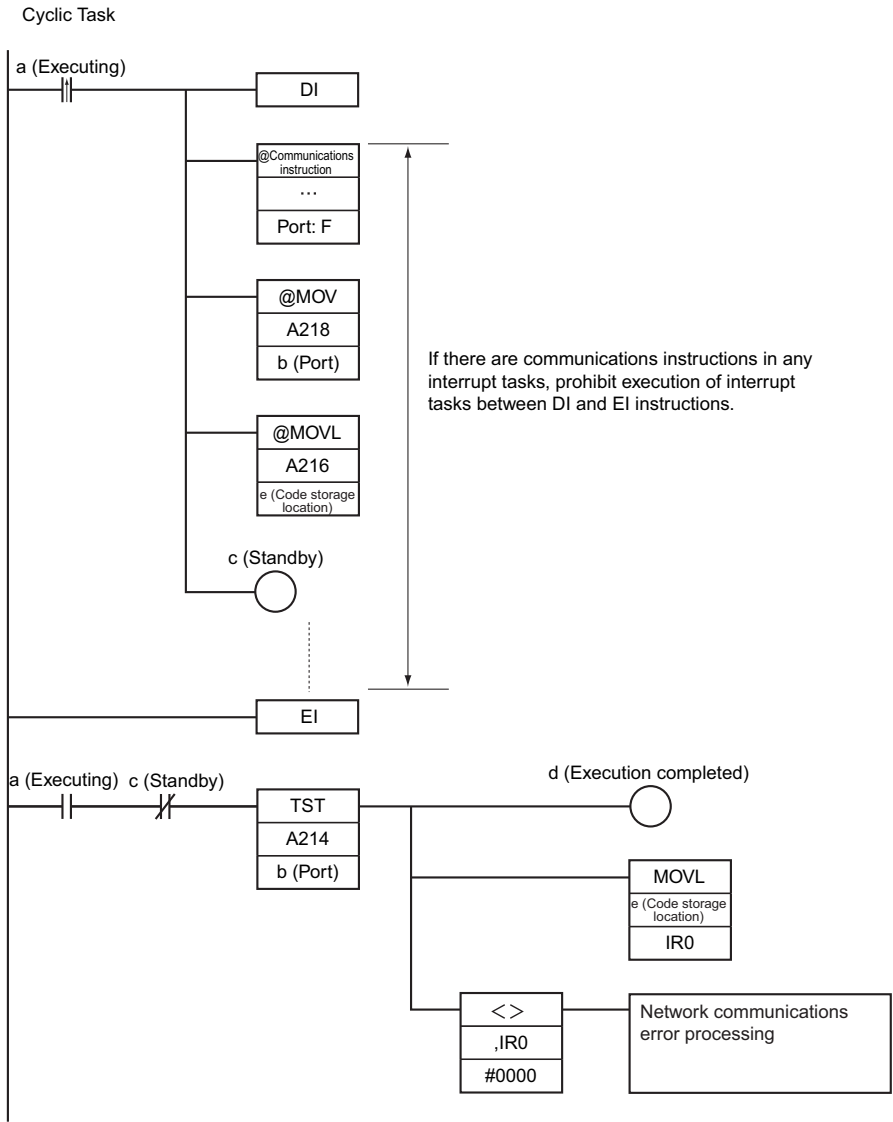 Cyclic Task
a (Executing)
DI
@Communications
instruction
...
Port: F
@MOV
A218
b (Port)
If there are communications instructions in any
interrupt tasks, prohibit execution of interrupt
tasks between DI and EI instructions.
@MOVL
A216
e (Code storage
location)
c (Standby)
EI
a (Executing) c (Standby)
d (Execution completed)
TST
A214
b (Port)
MOVL
e (Code storage
location)
IR0
<>
,IR0
#0000
Network communications
error processing